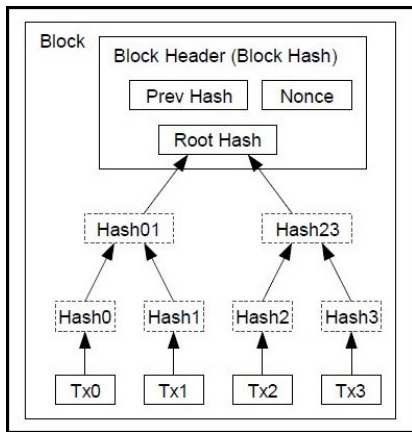 Block
Block Header (Block Hash)
Prev Hash Nonce
Root Hash
Hash01 Hash23
Hash0 Hash1 Hash2 Hash3
Tx0 Tx1 Tx2 Tx3